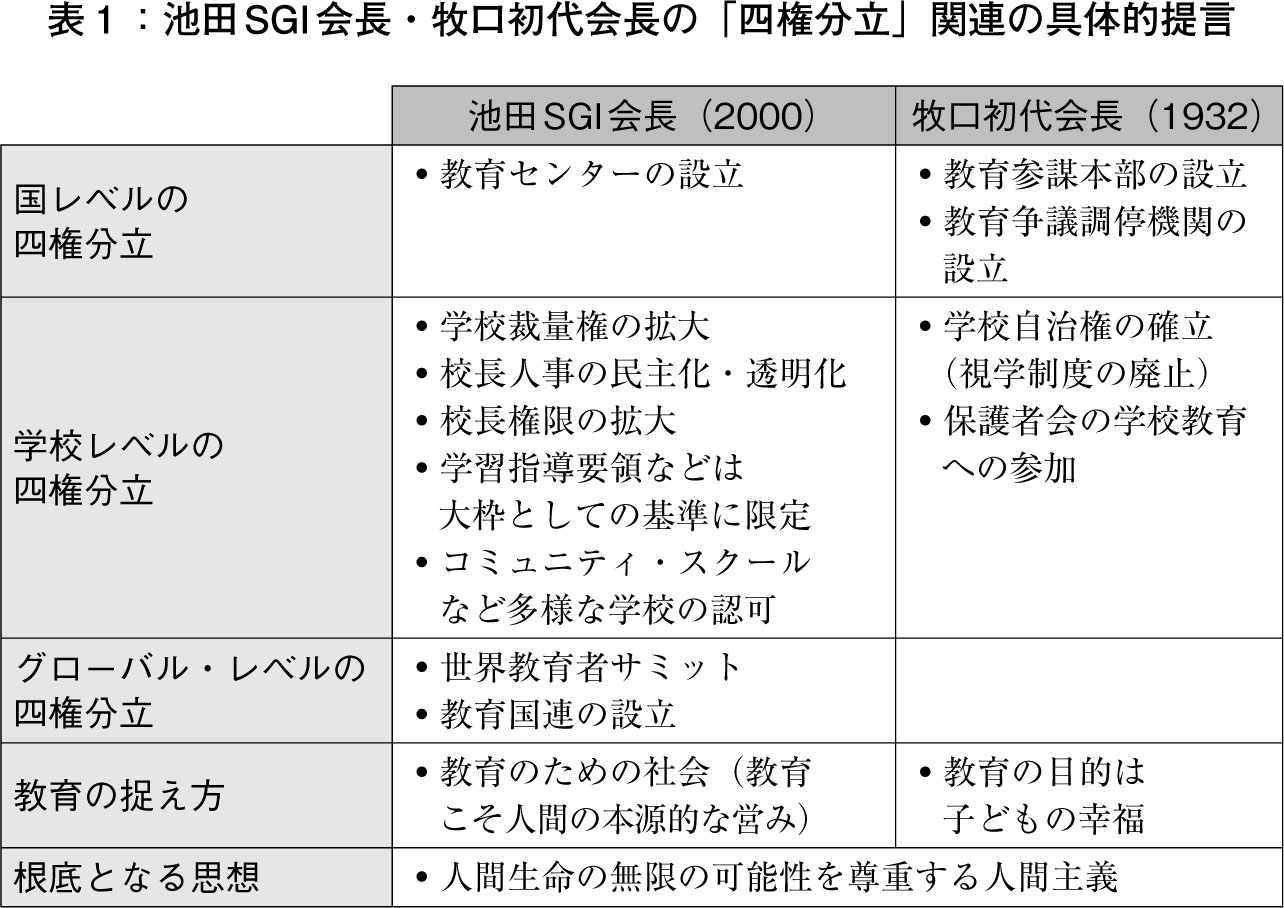 表1：池田SGI会長・牧口初代会長の「四権分立」関連の具体的提言
池田SGI会長（2000）
牧口初代会長（1932）
国レベルの
四権分立
• 教育センターの設立
• 教育参謀本部の設立
• 教育争議調停機関の
設立
学校レベルの
四権分立
• 学校裁量権の拡大
• 校長人事の民主化・透明化
• 校長権限の拡大
• 学習指導要領などは
大枠としての基準に限定
• コミュニティ・スクール
など多様な学校の認可
• 学校自治権の確立
（視学制度の廃止）
• 保護者会の学校教育
への参加
グローバル・レベルの
四権分立
• 世界教育者サミット
• 教育国連の設立
教育の捉え方
• 教育のための社会（教育
こそ人間の本源的な営み）
• 教育の目的は
子どもの幸福
根底となる思想
• 人間生命の無限の可能性を尊重する人間主義